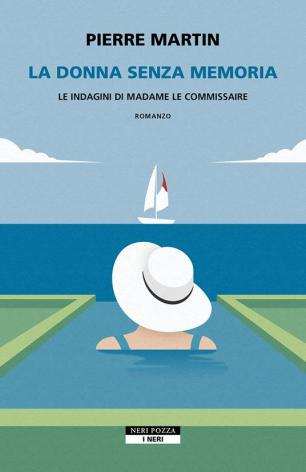 PIERRE MARTIN
LA DONNA SENZA MEMORIA
LE INDAGINI DI MADAME LE COMMISSAIRE
ROMANZO
NERI POZZA
I NERI